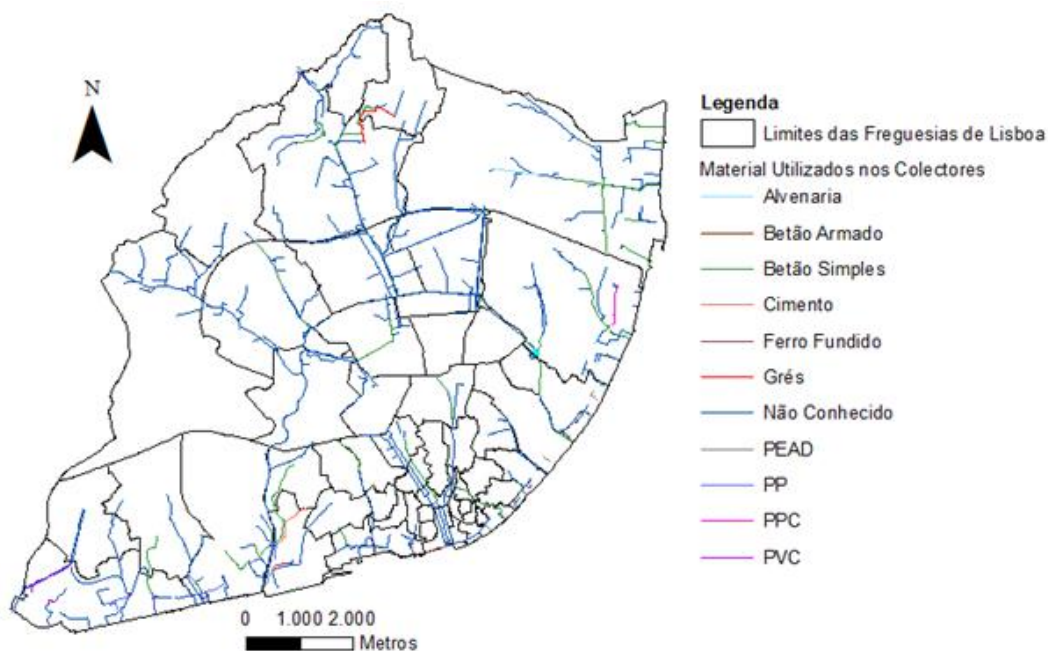 N
Legenda
Limites das Freguesias de Lisboa
Material Utilizados nos Colectores
Alvenaria
Betão Armado
Betão Simples
Cimento
Ferro Fundido
Grés
Não Conhecido
PEAD
PP
PPC
PVC
0 1.000 2.000
Metros